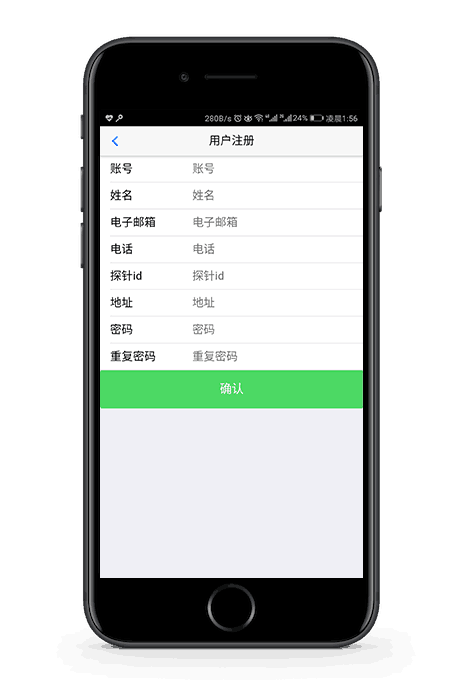 280B/s 24% 凌晨1:56
用户注册
账号 账号
姓名 姓名
电子邮箱 电子邮箱
电话 电话
探针id 探针id
地址 地址
密码 密码
重复密码 重复密码
确认